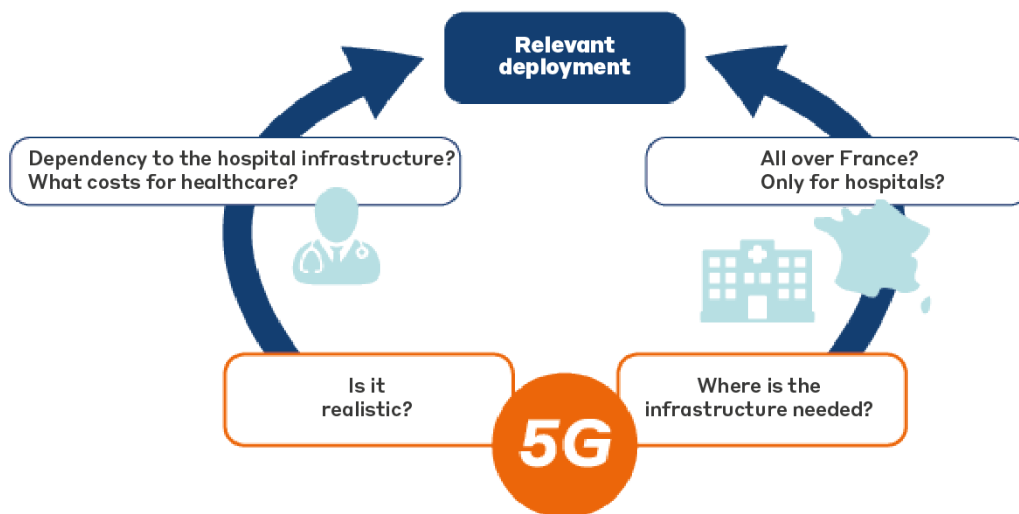 Relevant
deployment
Dependency to the hospital infrastructure?
What costs for healthcare?
All over France?
Only for hospitals?
Is it
realistic?
5G
Where is the
infrastructure needed?